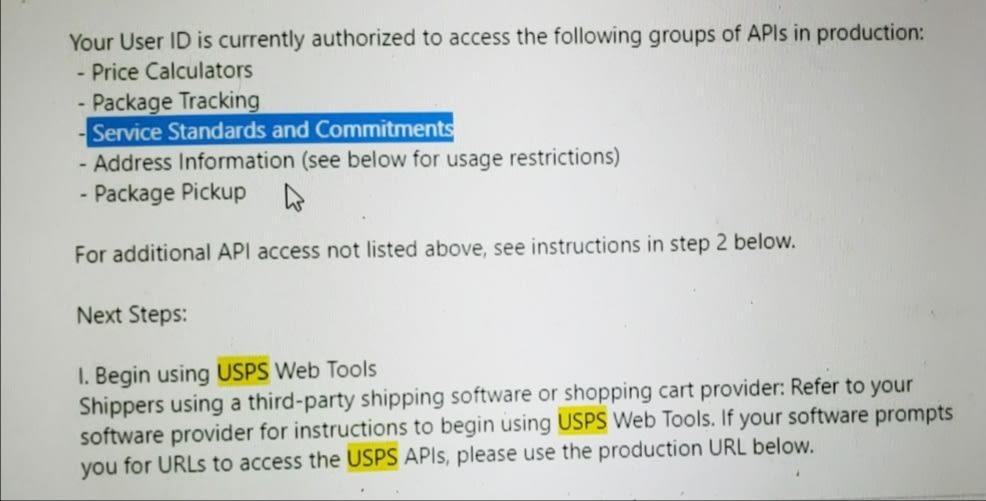 Your User ID is currently authorized to access the following groups of APIs in production:
- Price Calculators
- Package Tracking
- Service Standards and Commitments
- Address Information (see below for usage restrictions)
- Package Pickup
For additional API access not listed above, see instructions in step 2 below.
Next Steps:
I. Begin using USPS Web Tools
Shippers using a third-party shipping software or shopping cart provider: Refer to your
software provider for instructions to begin using USPS Web Tools. If your software prompts
you for URLs to access the USPS APIs, please use the production URL below.